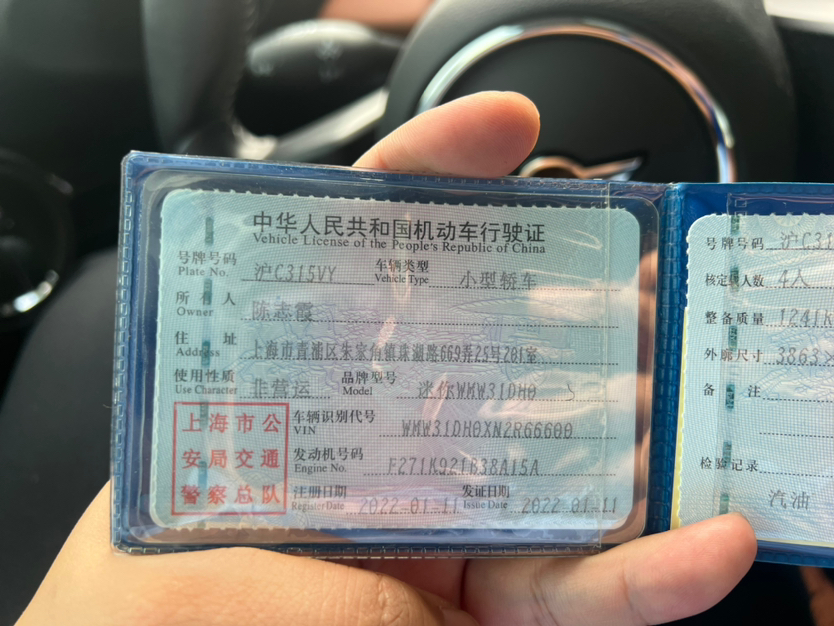 中华人民共和国机动车行驶证
Vehicle License of the People's Republic of China
号牌号码 沪C315VY 车辆类型 小型轿车
Plate No. Vehicle Type
所有人 陈志霞
Owner
住址 上海市青浦区朱家角镇珠湖路669弄25号281室
Address
使用性质 非营运 品牌型号 迷你WMW31DH0
Use Character Model
上海市公
安局交通
警察总队
车辆识别代号 WMW31DH0XN2R66600
VIN
发动机号码
Engine No.
注册日期 2022-01-11 发证日期 2022-01-11
Register Date Issue Date
号牌号码 沪C31
核定载人数 4人
整备质量 1241K
外廓尺寸 3863
备注
检验记录
汽油